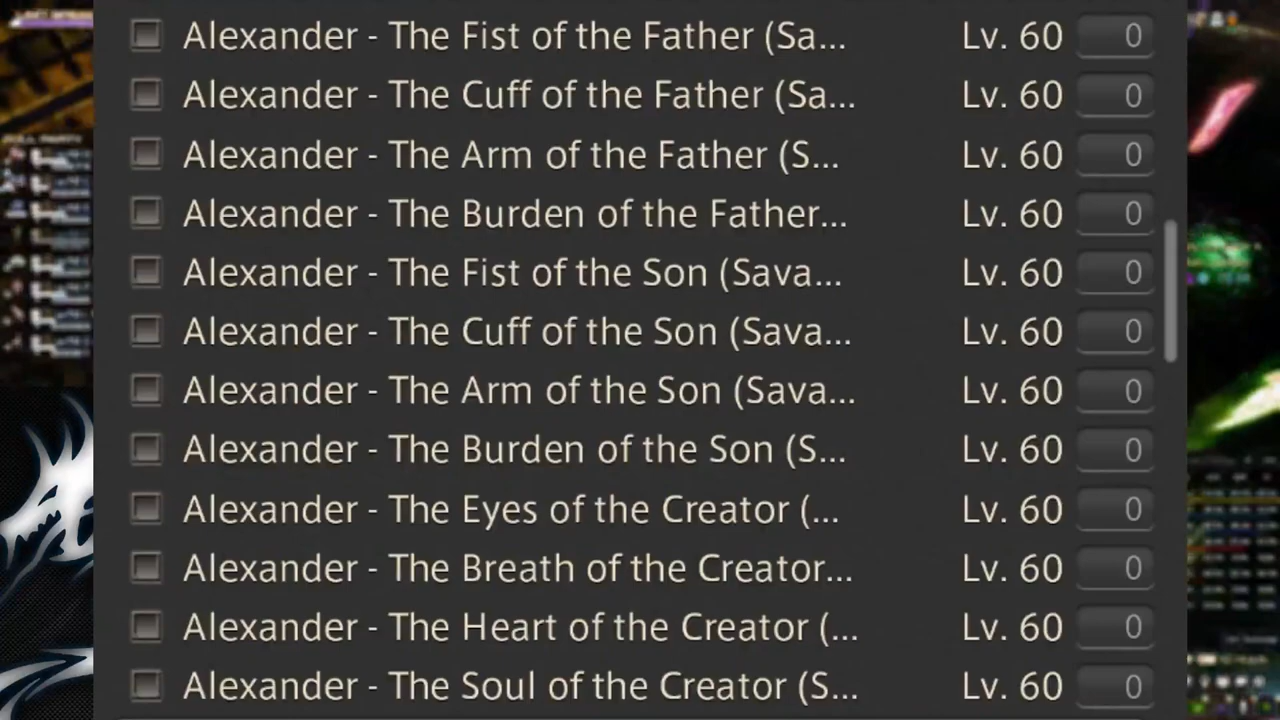 Alexander - The Fist of the Father (Sa... Lv. 60 0
Alexander - The Cuff of the Father (Sa... Lv. 60 0
Alexander - The Arm of the Father (S... Lv. 60 0
Alexander - The Burden of the Father... Lv. 60 0
Alexander - The Fist of the Son (Sava... Lv. 60 0
Alexander - The Cuff of the Son (Sava... Lv. 60 0
Alexander - The Arm of the Son (Sava... Lv. 60 0
Alexander - The Burden of the Son (S... Lv. 60 0
Alexander - The Eyes of the Creator (... Lv. 60 0
Alexander - The Breath of the Creator... Lv. 60 0
Alexander - The Heart of the Creator (... Lv. 60 0
Alexander - The Soul of the Creator (S... Lv. 60 0